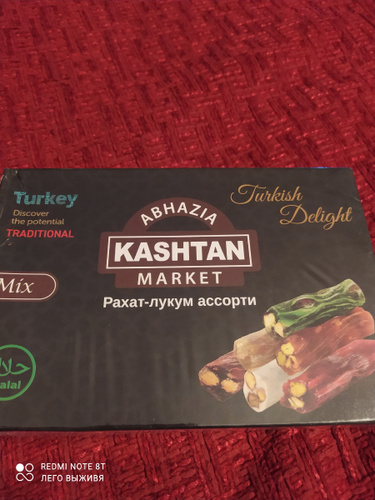 Turkey
Discover
the potential
TRADITIONAL
Turkish
Delight
ABHAZIA
KASHTAN
MARKET
Рахат-лукум ассорти
Mix
حلال
halal
REDMI NOTE 8T
ЛЕГО ВЫЖИВЯ